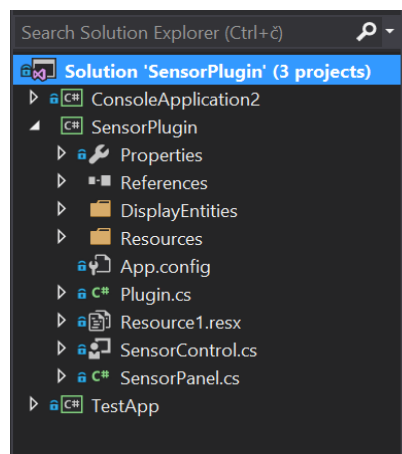 Search Solution Explorer (Ctrl+č)
Solution 'SensorPlugin' (3 projects)
C# ConsoleApplication2
C# SensorPlugin
Properties
References
DisplayEntities
Resources
App.config
C# Plugin.cs
Resource1.resx
SensorControl.cs
C# SensorPanel.cs
C# TestApp